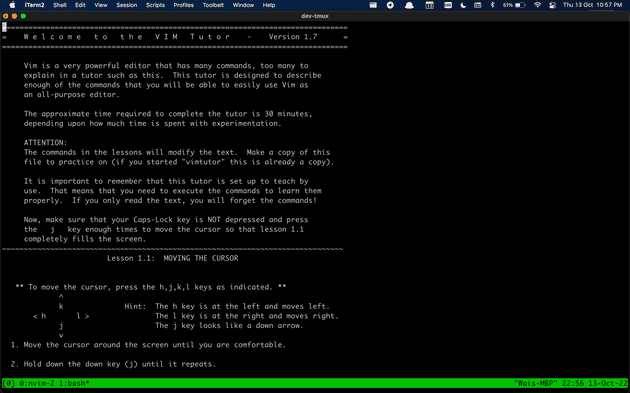 iTerm2 Shell Edit View Session Scripts Profiles Toolbelt Window Help 51% Thu 13 Oct 10:57 PM
dev-tmux
===============================================================================
= W e l c o m e t o t h e V I M T u t o r - Version 1.7 =
===============================================================================
Vim is a very powerful editor that has many commands, too many to
explain in a tutor such as this. This tutor is designed to describe
enough of the commands that you will be able to easily use Vim as
an all-purpose editor.
The approximate time required to complete the tutor is 30 minutes,
depending upon how much time is spent with experimentation.
ATTENTION:
The commands in the lessons will modify the text. Make a copy of this
file to practice on (if you started "vimtutor" this is already a copy).
It is important to remember that this tutor is set up to teach by
use. That means that you need to execute the commands to learn them
properly. If you only read the text, you will forget the commands!
Now, make sure that your Caps-Lock key is NOT depressed and press
the j key enough times to move the cursor so that lesson 1.1
completely fills the screen.
~~~~~~~~~~~~~~~~~~~~~~~~~~~~~~~~~~~~~~~~~~~~~~~~~~~~~~~~~~~~~~~~~~~~~~~~~~~~~~
Lesson 1.1: MOVING THE CURSOR
** To move the cursor, press the h,j,k,l keys as indicated. **
^
k Hint: The h key is at the left and moves left.
< h l > The l key is at the right and moves right.
j The j key looks like a down arrow.
v
1. Move the cursor around the screen until you are comfortable.
2. Hold down the down key (j) until it repeats.
[0] 0:nvim-Z 1:bash* "Wais-MBP" 22:56 13-Oct-22